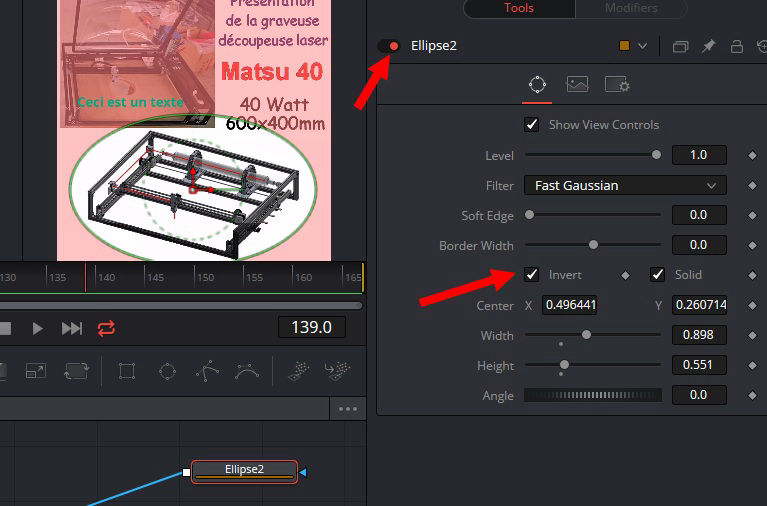 Présentation
de la graveuse
découpeuse laser
Matsu 40
Ceci est un texte
40 Watt
600x400mm
130
135
140
145
150
155
160
165
139.0
Ellipse2
Tools
Modifiers
Ellipse2
Show View Controls
Level
1.0
Filter
Fast Gaussian
Soft Edge
0.0
Border Width
0.0
Invert
Solid
Center X 0.496441 Y 0.260714
Width
0.898
Height
0.551
Angle
0.0